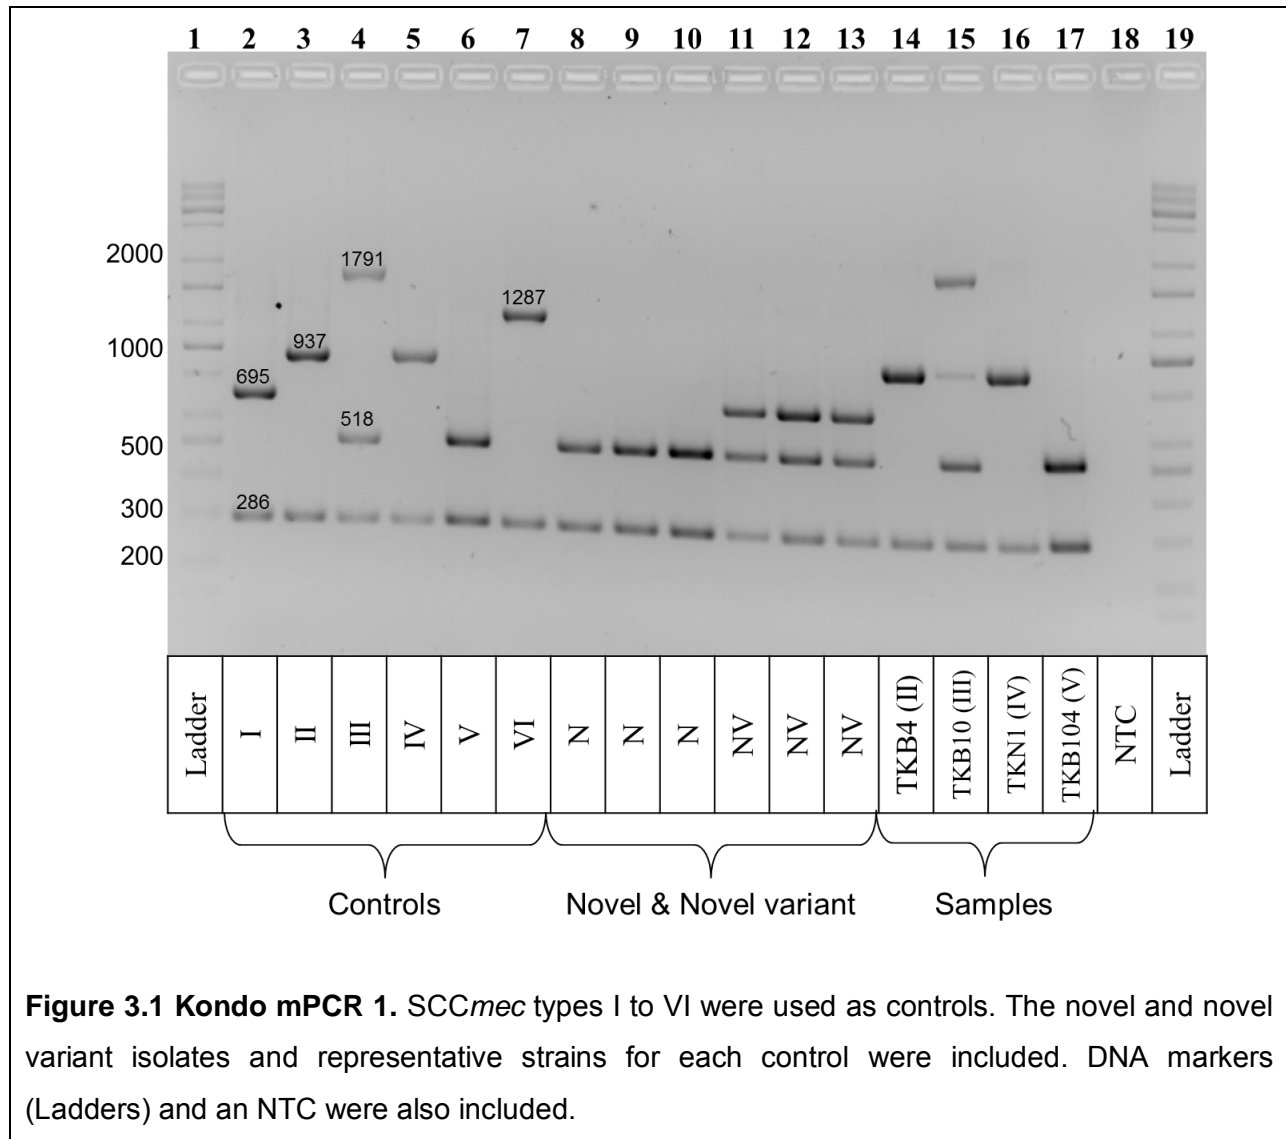 1 2 3 4 5 6 7 8 9 10 11 12 13 14 15 16 17 18 19
2000
1791
1287
1000
937
695
518
500
300
286
200
Ladder I II III IV V VI N N N NV NV NV TKB4 (II) TKB10 (III) TKN1 (IV) TKB104 (V) NTC Ladder
Controls Novel & Novel variant Samples
Figure 3.1 Kondo mPCR 1. SCCmec types I to VI were used as controls. The novel and novel
variant isolates and representative strains for each control were included. DNA markers
(Ladders) and an NTC were also included.